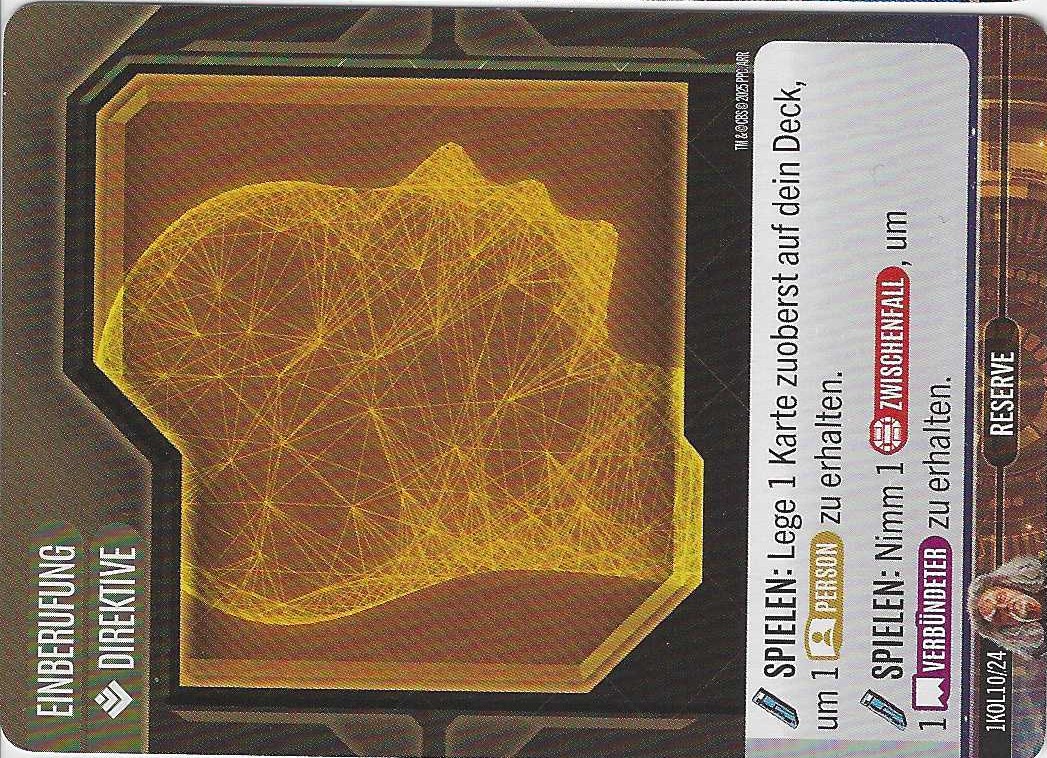 EINBERUFUNG
DIREKTIVE
TM & © CBS © 2025 PPC. ARR
SPIELEN: Lege 1 Karte zuoberst auf dein Deck,
um 1 PERSON zu erhalten.
SPIELEN: Nimm 1 ZWISCHENFALL, um
1 VERBÜNDETER zu erhalten.
1KOL10/24
RESERVE